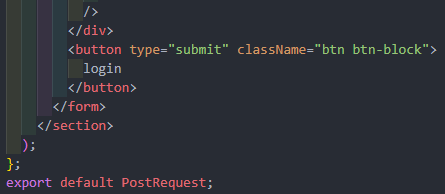 />
</div>
<button type="submit" className="btn btn-block">
login
</button>
</form>
</section>
);
};
export default PostRequest;